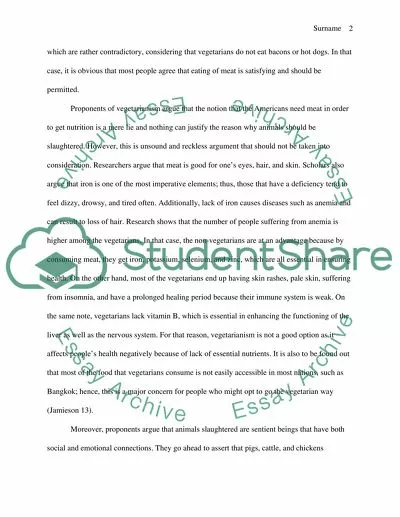 Surname 2
which are rather contradictory, considering that vegetarians do not eat bacons or hot dogs. In that
case, it is obvious that most people agree that eating of meat is satisfying and should be
permitted.
Proponents of vegetarianism argue that the notion that the Americans need meat in order
to get nutrition is a mere lie and nothing can justify the reason why animals should be
slaughtered. However, this is unsound and reckless argument that should not be taken into
consideration. Researchers argue that meat is good for one's eyes, hair, and skin. Scholars also
argue that iron is one of the most imperative elements; thus, those that have a deficiency tend to
feel dizzy, drowsy, and tired often. Additionally, lack of iron causes diseases such as anemia and
can result to loss of hair. Research shows that the number of people suffering from anemia is
higher among the vegetarians. In that case, the non-vegetarians are at an advantage because by
consuming meat, they get iron, potassium, selenium, and zinc, which are all essential in ensuring
health. On the other hand, most of the vegetarians end up having skin rashes, pale skin, suffering
from insomnia, and have a prolonged healing period because their immune system is weak. On
the same note, vegetarians lack vitamin B, which is essential in enhancing the functioning of the
liver as well as the nervous system. For that reason, vegetarianism is not a good option as it
affects people's health negatively because of lack of essential nutrients. It is also to be found out
that most of the food that vegetarians consume is not easily accessible in most nations, such as
Bangkok; hence, this is a major concern for people who might opt to go the vegetarian way
(Jamieson 13).
Moreover, proponents argue that animals slaughtered are sentient beings that have both
social and emotional connections. They go ahead to assert that pigs, cattle, and chickens
StudentShare